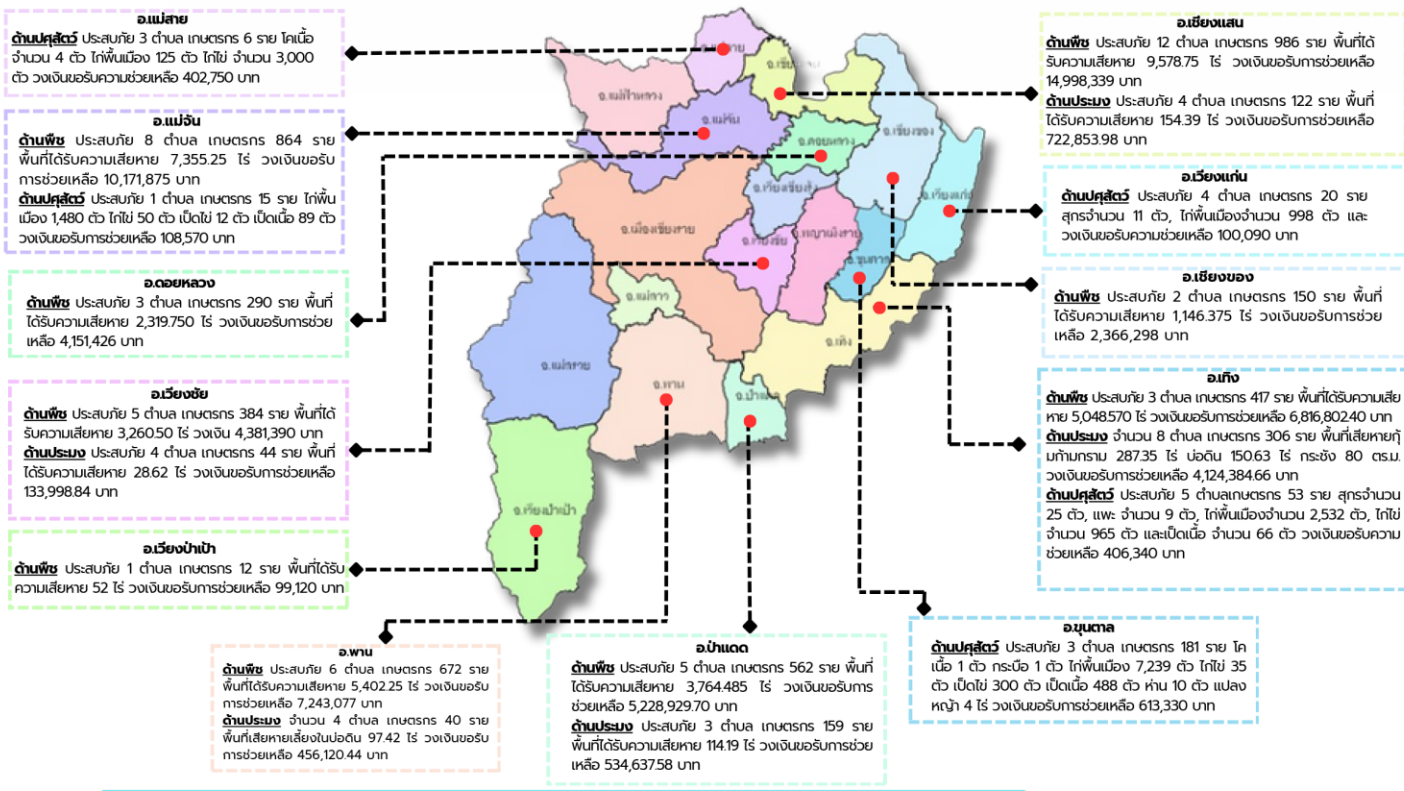 อ.แม่สาย
ด้านปศุสัตว์ ประสบภัย 3 ตำบล เกษตรกร 6 ราย โคเนื้อ
จำนวน 4 ตัว ไก่พื้นเมือง 125 ตัว ไก่ไข่ จำนวน 3,000
ตัว วงเงินขอรับความช่วยเหลือ 402,750 บาท
อ.แม่จัน
ด้านพืช ประสบภัย 8 ตำบล เกษตรกร 864 ราย
พื้นที่ได้รับความเสียหาย 7,355.25 ไร่ วงเงินขอรับ
การช่วยเหลือ 10,171,875 บาท
ด้านปศุสัตว์ ประสบภัย 1 ตำบล เกษตรกร 15 ราย ไก่พื้น
เมือง 1,480 ตัว ไก่ไข่ 50 ตัว เป็ดไข่ 12 ตัว เป็ดเนื้อ 89 ตัว
วงเงินขอรับการช่วยเหลือ 108,570 บาท
อ.ดอยหลวง
ด้านพืช ประสบภัย 3 ตำบล เกษตรกร 290 ราย พื้นที่
ได้รับความเสียหาย 2,319.750 ไร่ วงเงินขอรับการช่วย
เหลือ 4,151,426 บาท
อ.เวียงชัย
ด้านพืช ประสบภัย 5 ตำบล เกษตรกร 384 ราย พื้นที่ได้
รับความเสียหาย 3,260.50 ไร่ วงเงิน 4,381,390 บาท
ด้านประมง ประสบภัย 4 ตำบล เกษตรกร 44 ราย พื้นที่
ได้รับความเสียหาย 28.62 ไร่ วงเงินขอรับการช่วยเหลือ
133,998.84 บาท
อ.เวียงป่าเป้า
ด้านพืช ประสบภัย 1 ตำบล เกษตรกร 12 ราย พื้นที่ได้รับ
ความเสียหาย 52 ไร่ วงเงินขอรับการช่วยเหลือ 99,120 บาท
อ.แม่ฟ้าหลวง
อ.แม่จัน
อ.ดอยหลวง
อ.เชียงของ
อ.เวียงแก่น
อ.เวียงเชียงรุ้ง
อ.เมืองเชียงราย
อ.เวียงชัย
อ.พญาเม็งราย
อ.ขุนตาล
อ.แม่ลาว
อ.เทิง
อ.แม่สรวย
อ.พาน
อ.ป่าแดด
อ.เวียงป่าเป้า
อ.เชียงแสน
ด้านพืช ประสบภัย 12 ตำบล เกษตรกร 986 ราย พื้นที่ได้
รับความเสียหาย 9,578.75 ไร่ วงเงินขอรับการช่วยเหลือ
14,998,339 บาท
ด้านประมง ประสบภัย 4 ตำบล เกษตรกร 122 ราย พื้นที่
ได้รับความเสียหาย 154.39 ไร่ วงเงินขอรับการช่วยเหลือ
722,853.98 บาท
อ.เวียงแก่น
ด้านปศุสัตว์ ประสบภัย 4 ตำบล เกษตรกร 20 ราย
สุกรจำนวน 11 ตัว, ไก่พื้นเมืองจำนวน 998 ตัว และ
วงเงินขอรับความช่วยเหลือ 100,090 บาท
อ.เชียงของ
ด้านพืช ประสบภัย 2 ตำบล เกษตรกร 150 ราย พื้นที่
ได้รับความเสียหาย 1,146.375 ไร่ วงเงินขอรับการช่วย
เหลือ 2,366,298 บาท
อ.เทิง
ด้านพืช ประสบภัย 3 ตำบล เกษตรกร 417 ราย พื้นที่ได้รับความเสีย
หาย 5,048.570 ไร่ วงเงินขอรับการช่วยเหลือ 6,816,802.40 บาท
ด้านประมง จำนวน 8 ตำบล เกษตรกร 306 ราย พื้นที่เสียหายกุ้
มก้ามกราม 287.35 ไร่ บ่อดิน 150.63 ไร่ กระชัง 80 ตร.ม.
วงเงินขอรับการช่วยเหลือ 4,124,384.66 บาท
ด้านปศุสัตว์ ประสบภัย 5 ตำบลเกษตรกร 53 ราย สุกรจำนวน
25 ตัว, แพะ จำนวน 9 ตัว, ไก่พื้นเมืองจำนวน 2,532 ตัว, ไก่ไข่
จำนวน 965 ตัว และเป็ดเนื้อ จำนวน 66 ตัว วงเงินขอรับความ
ช่วยเหลือ 406,340 บาท
อ.พาน
ด้านพืช ประสบภัย 6 ตำบล เกษตรกร 672 ราย
พื้นที่ได้รับความเสียหาย 5,402.25 ไร่ วงเงินขอรับ
การช่วยเหลือ 7,243,077 บาท
ด้านประมง จำนวน 4 ตำบล เกษตรกร 40 ราย
พื้นที่เสียหายเลี้ยงในบ่อดิน 97.42 ไร่ วงเงินขอรับ
การช่วยเหลือ 456,120.44 บาท
อ.ป่าแดด
ด้านพืช ประสบภัย 5 ตำบล เกษตรกร 562 ราย พื้นที่
ได้รับความเสียหาย 3,764.485 ไร่ วงเงินขอรับการ
ช่วยเหลือ 5,228,929.70 บาท
ด้านประมง ประสบภัย 3 ตำบล เกษตรกร 159 ราย
พื้นที่ได้รับความเสียหาย 114.19 ไร่ วงเงินขอรับการช่วย
เหลือ 534,637.58 บาท
อ.ขุนตาล
ด้านปศุสัตว์ ประสบภัย 3 ตำบล เกษตรกร 181 ราย โค
เนื้อ 1 ตัว กระบือ 1 ตัว ไก่พื้นเมือง 7,239 ตัว ไก่ไข่ 35
ตัว เป็ดไข่ 300 ตัว เป็ดเนื้อ 488 ตัว ห่าน 10 ตัว แปลง
หญ้า 4 ไร่ วงเงินขอรับการช่วยเหลือ 613,330 บาท